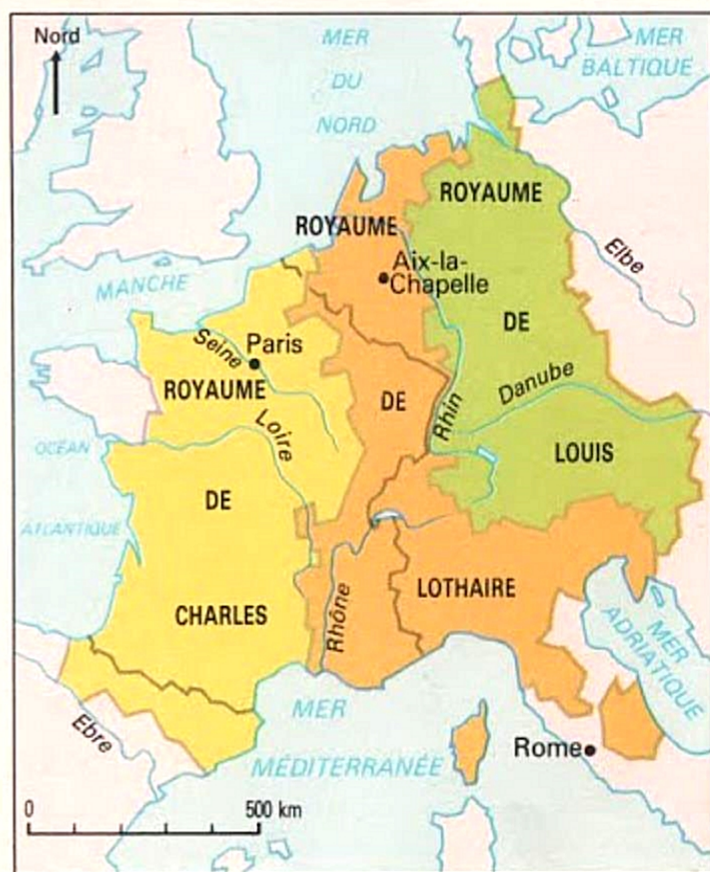 Nord
MER
DU
NORD
MER
BALTIQUE
ROYAUME
ROYAUME
Elbe
Aix-la-
Chapelle
MANCHE
DE
Seine
Paris
ROYAUME
DE
Danube
Rhin
Loire
OCÉAN
LOUIS
DE
ATLANTIQUE
LOTHAIRE
CHARLES
Rhône
MER
ADRIATIQUE
Ebre
MER
MÉDITERRANÉE
Rome
0
500 km